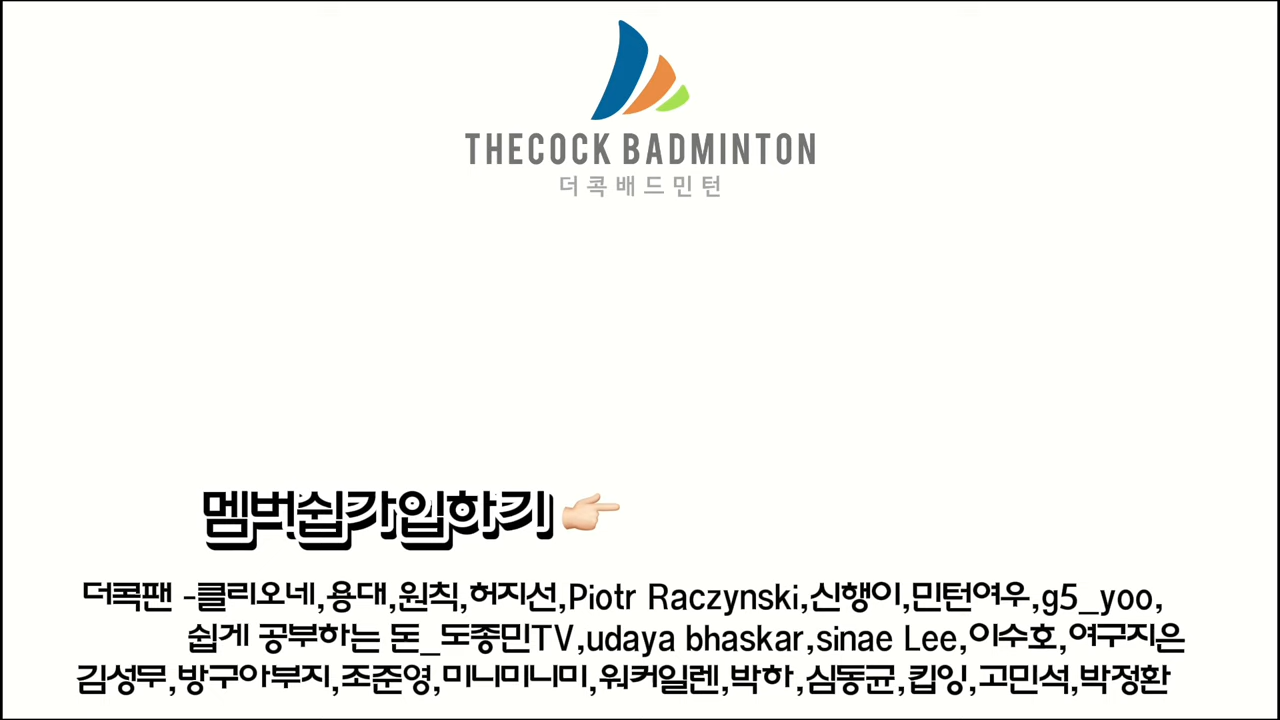 THECOCK BADMINTON
더콕배드민턴
멤버쉽가입하기
더콕팬 -클리오네,용대,원칙,허지선,Piotr Raczynski,신행이,민턴여우,g5_yoo,
쉽게 공부하는 돈_도종민TV,udaya bhaskar,sinae Lee,이수호,여구지은
김성무,방구아부지,조준영,미니미니미,워커일렌,박하,심동균,킵잉,고민석,박정환